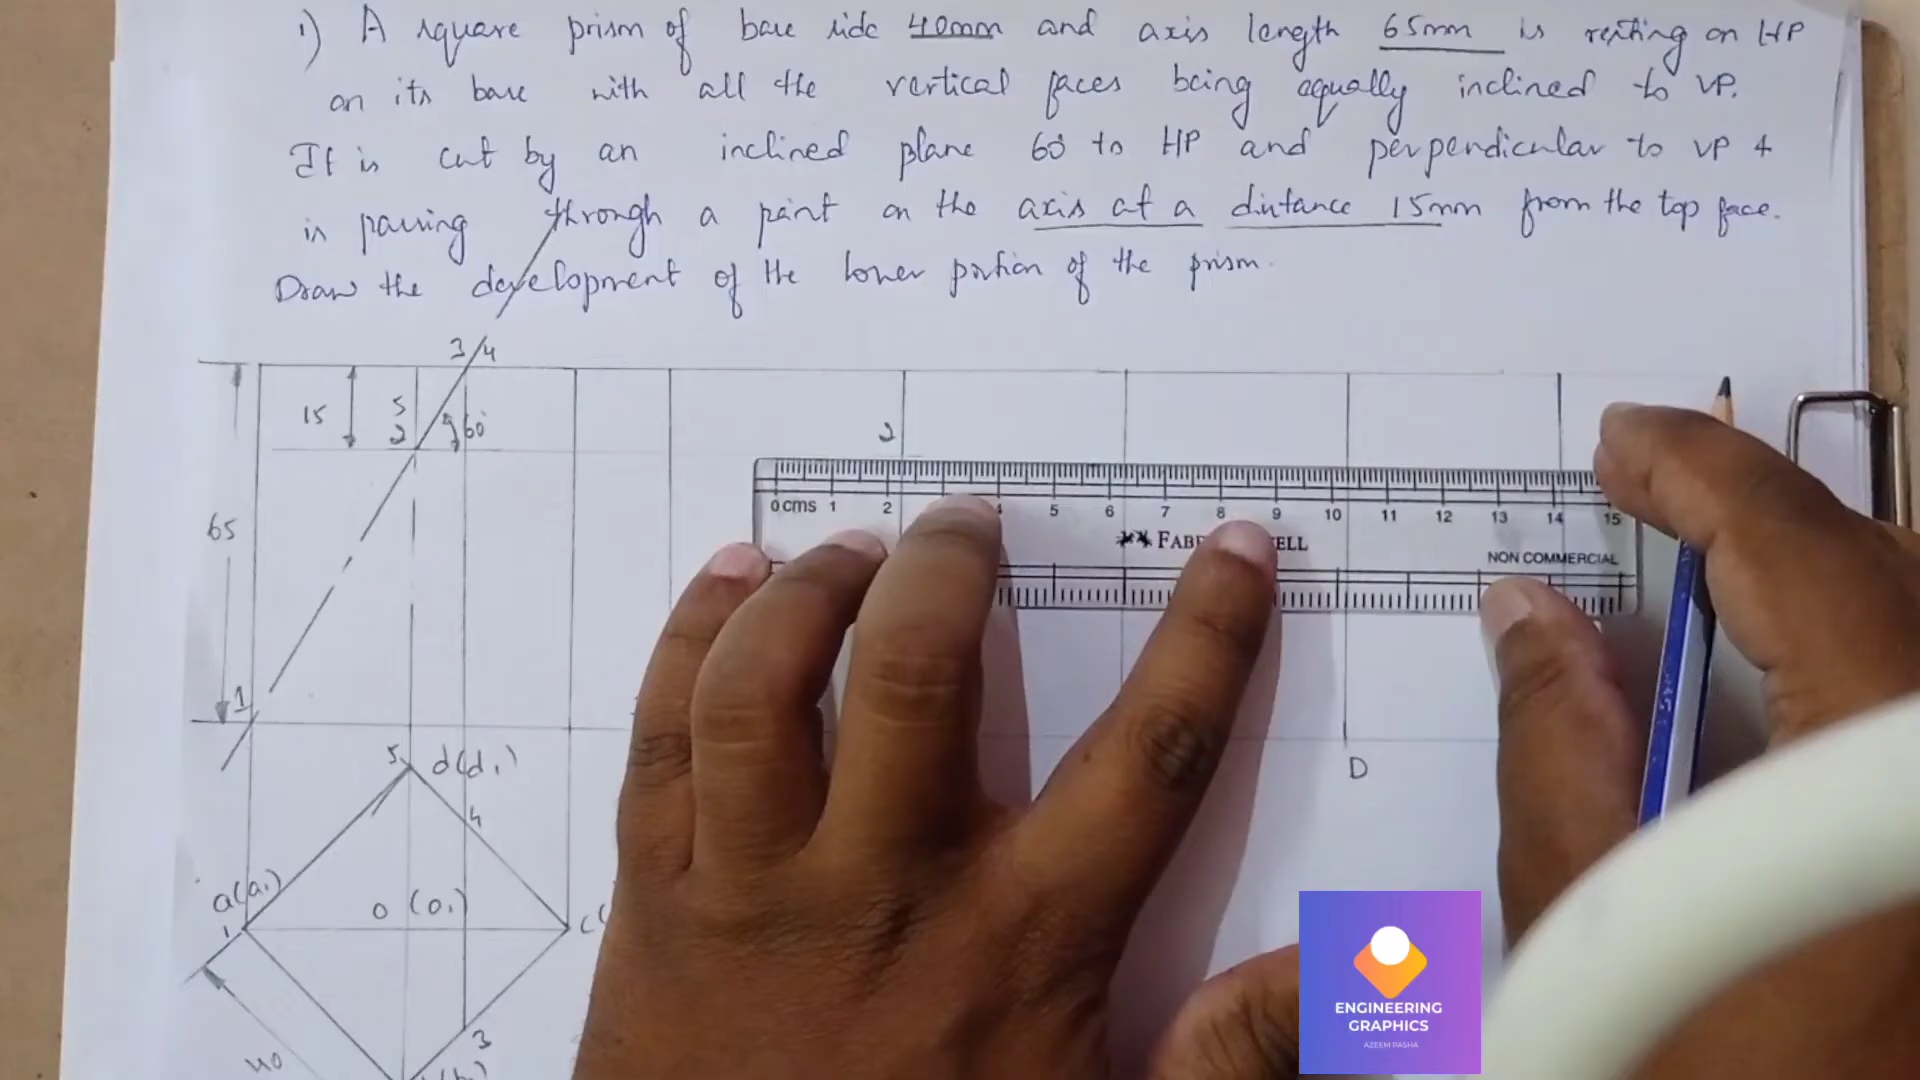 1) A square prism of base side 40mm and axis length 65mm is resting on HP
on its base with all the vertical faces being equally inclined to VP.
It is cut by an inclined plane 60° to HP and perpendicular to VP &
is passing through a point on the axis at a distance 15mm from the top face.
Draw the development of the lower portion of the prism.
3/4
15
5
2
60°
2
65
1
0 cms 1 2 4 5 6 7 8 9 10 11 12 13 14 15
NON COMMERCIAL
5
d(d₁)
D
4
a(a₁)
1
o (o₁)
c(
3
40
ENGINEERING
GRAPHICS
AZEEM PASHA